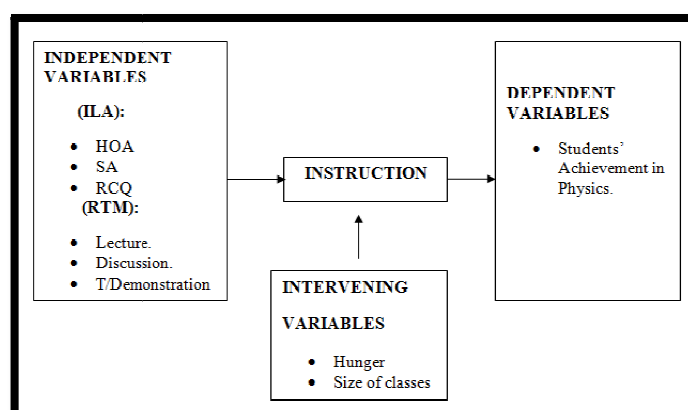 INDEPENDENT
VARIABLES
(ILA):
• HOA
• SA
• RCQ
(RTM):
• Lecture.
• Discussion.
• T/Demonstration
INSTRUCTION
INTERVENING
VARIABLES
• Hunger
• Size of classes
DEPENDENT
VARIABLES
• Students’
Achievement in
Physics.